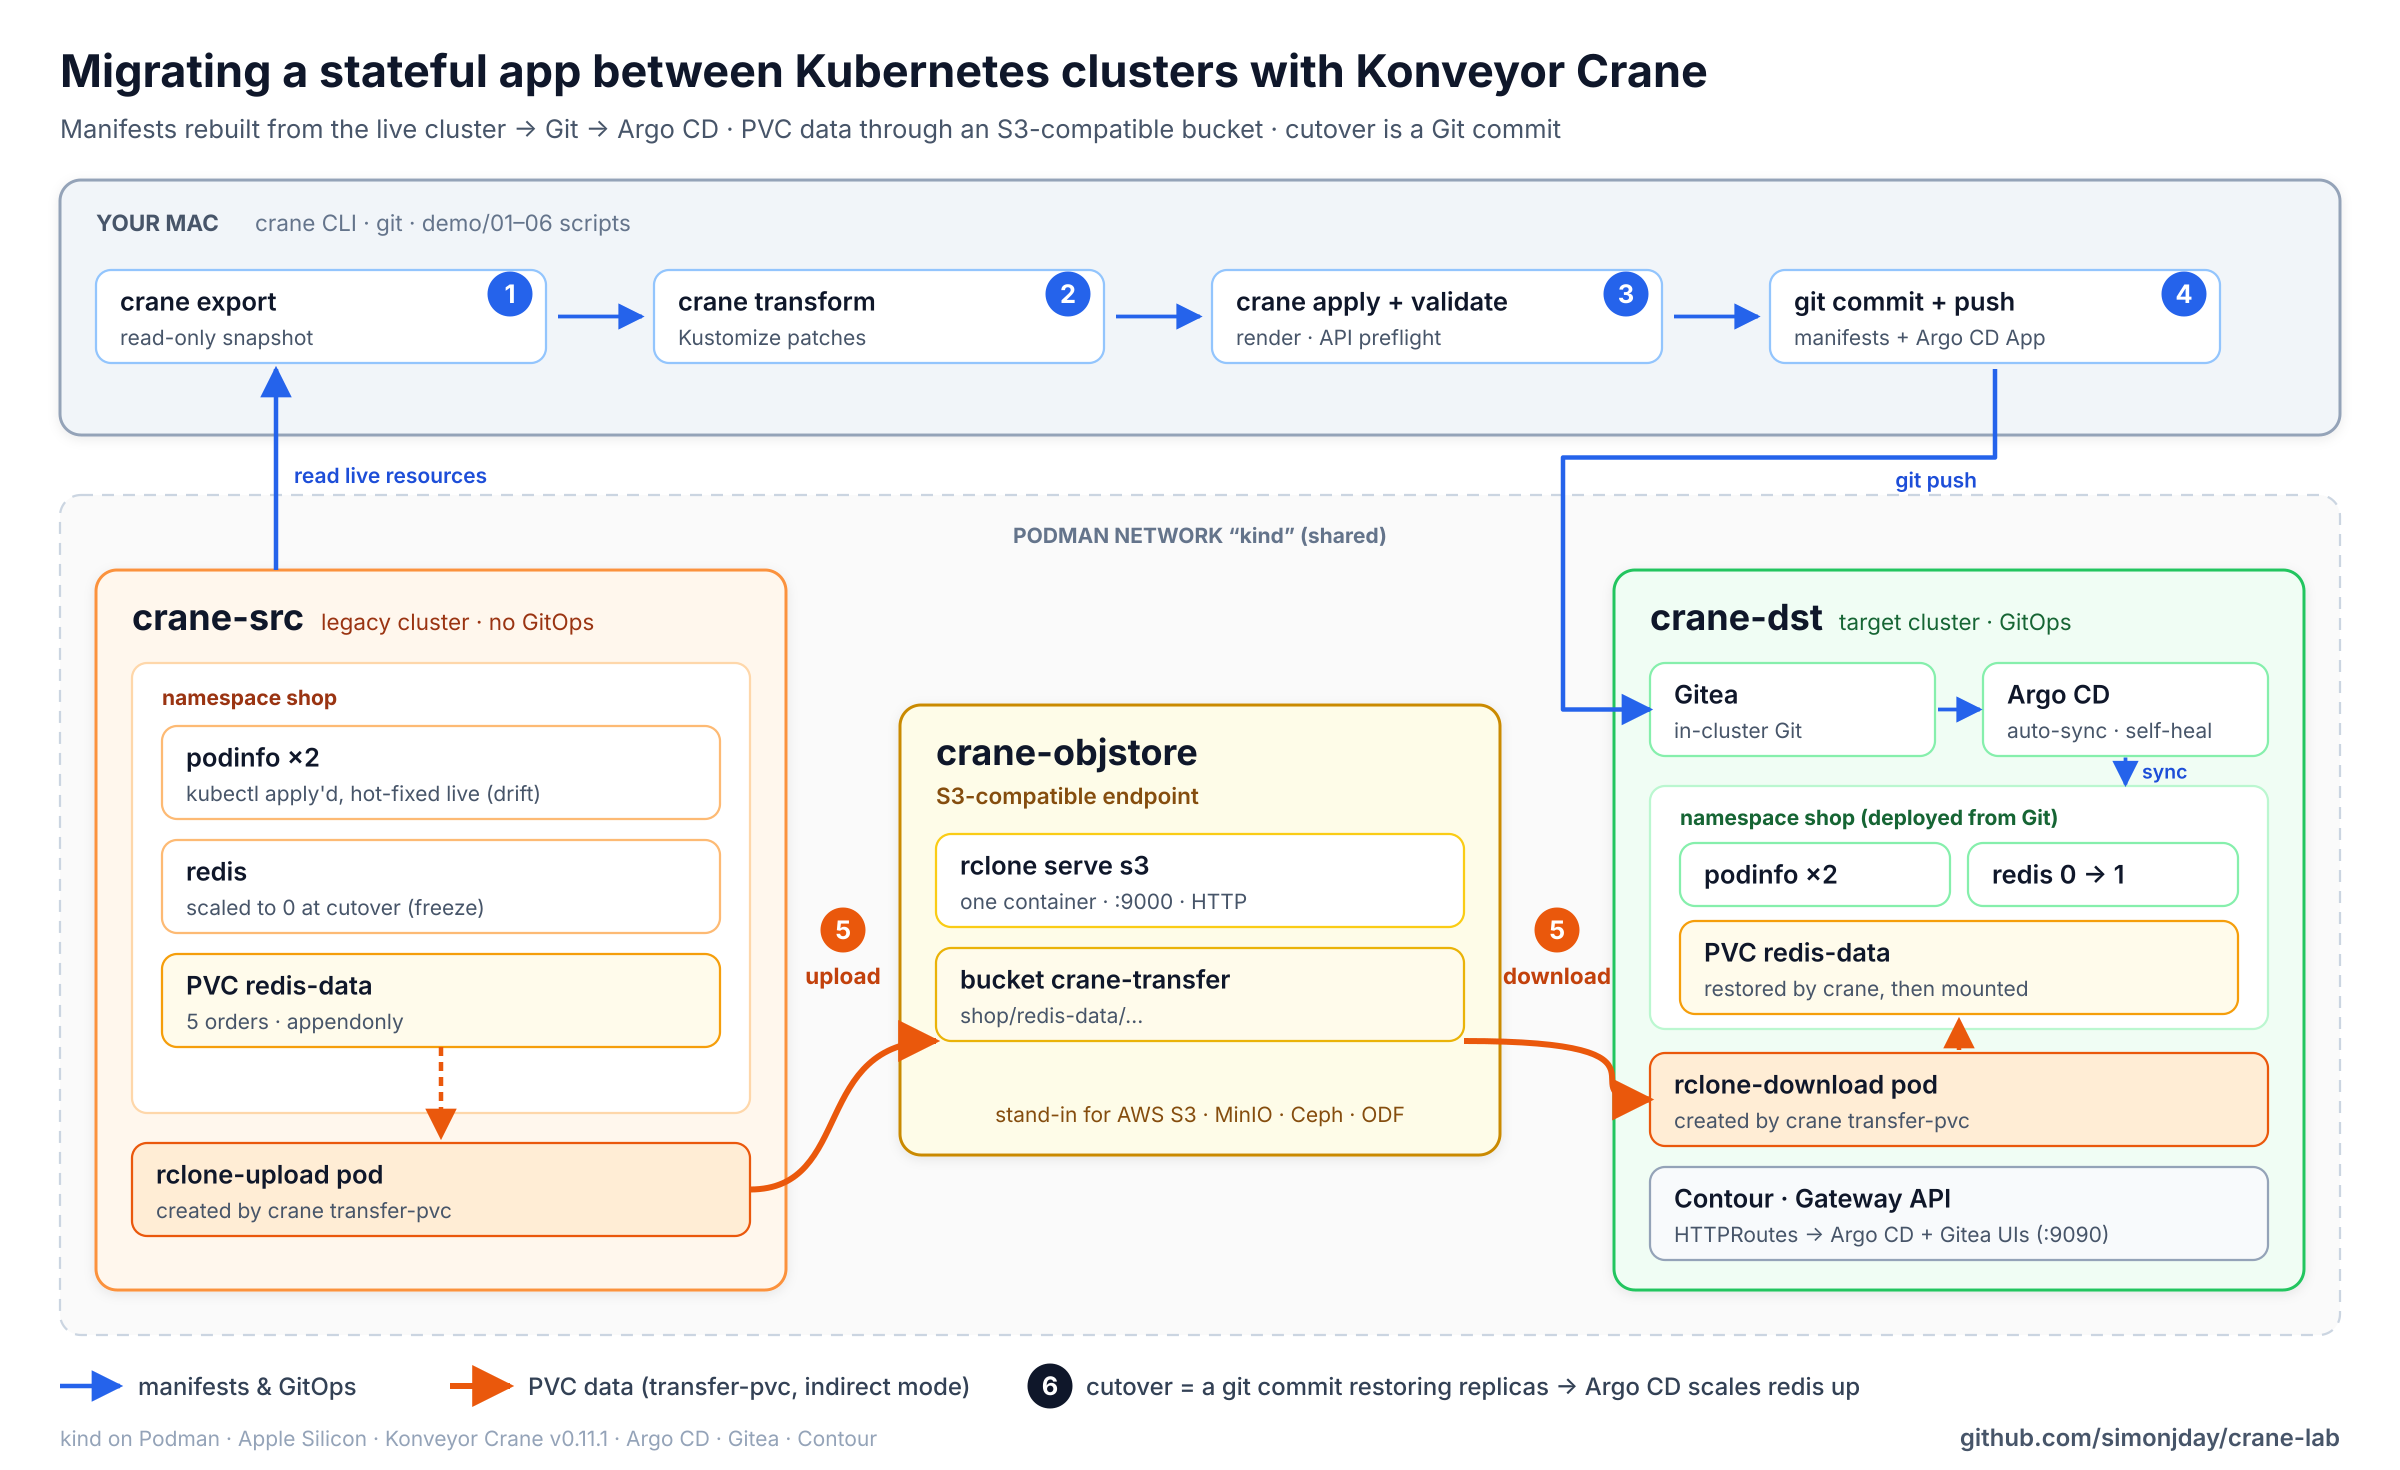 Migrating a stateful app between Kubernetes clusters with Konveyor Crane
Manifests rebuilt from the live cluster → Git → Argo CD · PVC data through an S3-compatible bucket · cutover is a Git commit
YOUR MAC crane CLI · git · demo/01–06 scripts
crane export
1
read-only snapshot
crane transform
2
Kustomize patches
crane apply + validate
3
render · API preflight
git commit + push
4
manifests + Argo CD App
read live resources
git push
PODMAN NETWORK “kind” (shared)
crane-src legacy cluster · no GitOps
namespace shop
podinfo ×2
kubectl apply'd, hot-fixed live (drift)
redis
scaled to 0 at cutover (freeze)
PVC redis-data
5 orders · appendonly
rclone-upload pod
created by crane transfer-pvc
5
upload
crane-objstore
S3-compatible endpoint
rclone serve s3
one container · :9000 · HTTP
bucket crane-transfer
shop/redis-data/...
stand-in for AWS S3 · MinIO · Ceph · ODF
5
download
crane-dst target cluster · GitOps
Gitea
in-cluster Git
Argo CD
auto-sync · self-heal
sync
namespace shop (deployed from Git)
podinfo ×2
redis 0 → 1
PVC redis-data
restored by crane, then mounted
rclone-download pod
created by crane transfer-pvc
Contour · Gateway API
HTTPRoutes → Argo CD + Gitea UIs (:9090)
manifests & GitOps
PVC data (transfer-pvc, indirect mode)
6 cutover = a git commit restoring replicas → Argo CD scales redis up
kind on Podman · Apple Silicon · Konveyor Crane v0.11.1 · Argo CD · Gitea · Contour
github.com/simonjday/crane-lab